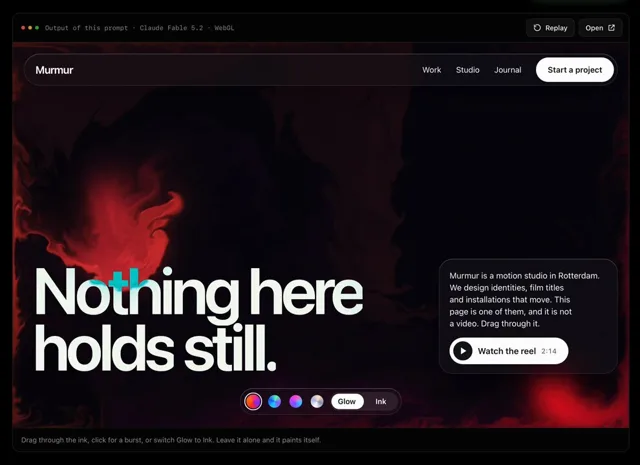 Output of this prompt · Claude Fable 5.2 · WebGL
Replay
Open
Murmur
Work
Studio
Journal
Start a project
Nothing here
holds still.
Murmur is a motion studio in Rotterdam.
We design identities, film titles
and installations that move. This
page is one of them, and it is not
a video. Drag through it.
Watch the reel 2:14
Glow
Ink
Drag through the ink, click for a burst, or switch Glow to Ink. Leave it alone and it paints itself.